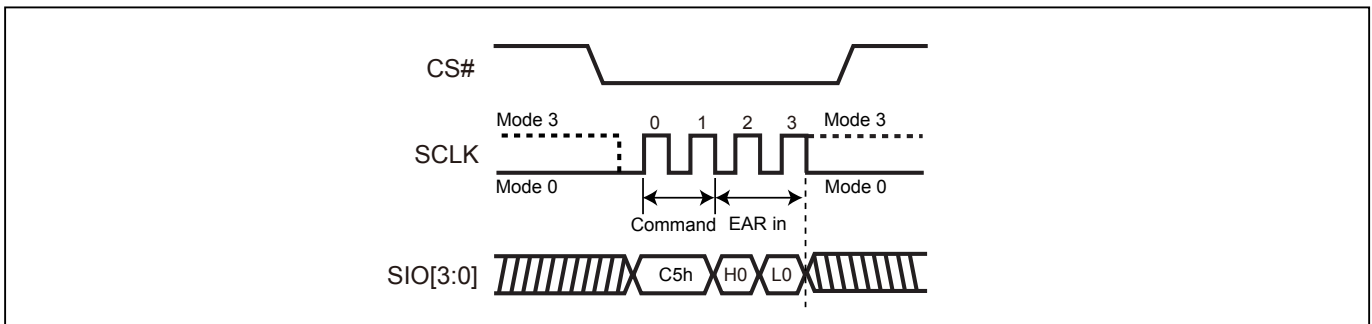 CS#
Mode 3 0 1 2 3 Mode 3
SCLK
Mode 0 Mode 0
Command EAR in
SIO[3:0] C5h H0 L0